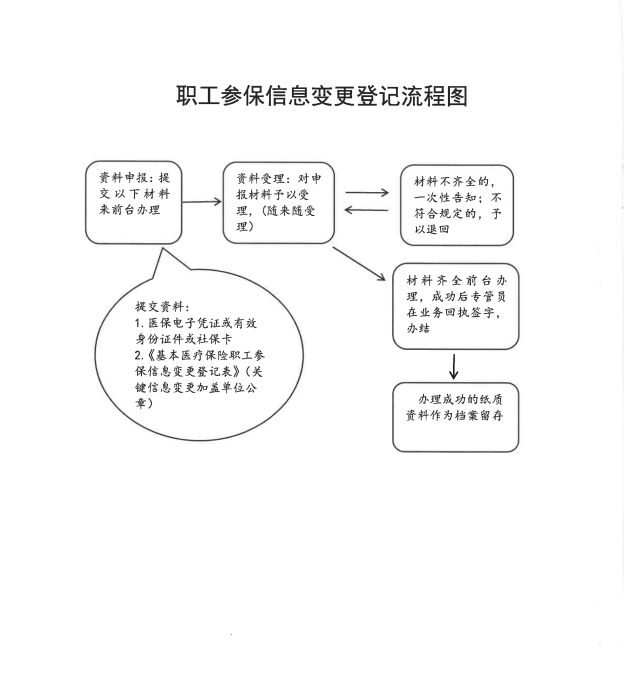 职工参保信息变更登记流程图
资料申报：提
交以下材料
来前台办理
资料受理：对申
报材料予以受
理，（随来随受
理）
材料不齐全的，
一次性告知；不
符合规定的，予
以退回
材料齐全前台办
理，成功后专管员
在业务回执签字，
办结
提交资料：
1.医保电子凭证或有效
身份证件或社保卡
2.《基本医疗保险职工参
保信息变更登记表》（关
键信息变更加盖单位公
章）
办理成功的纸质
资料作为档案留存